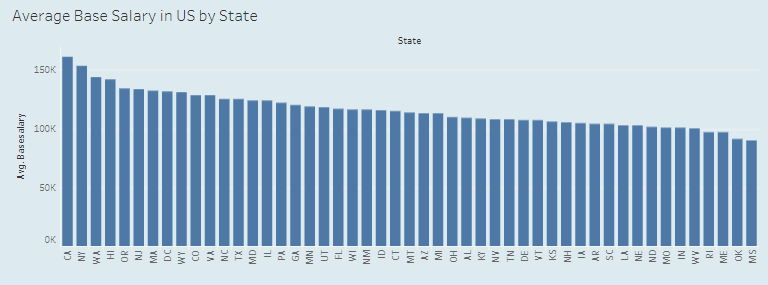 Average Base Salary in US by State
State
150K
100K
50K
0K
Avg. Basesalary
CA NY WA HI OR NJ MA DC WY CO VA NC TX MD IL PA GA MN UT FL WI NM ID CT MT AZ MI OH AL KY NV TN DE VT KS NH IA AR SC LA NE ND MO IN WV RI ME OK MS